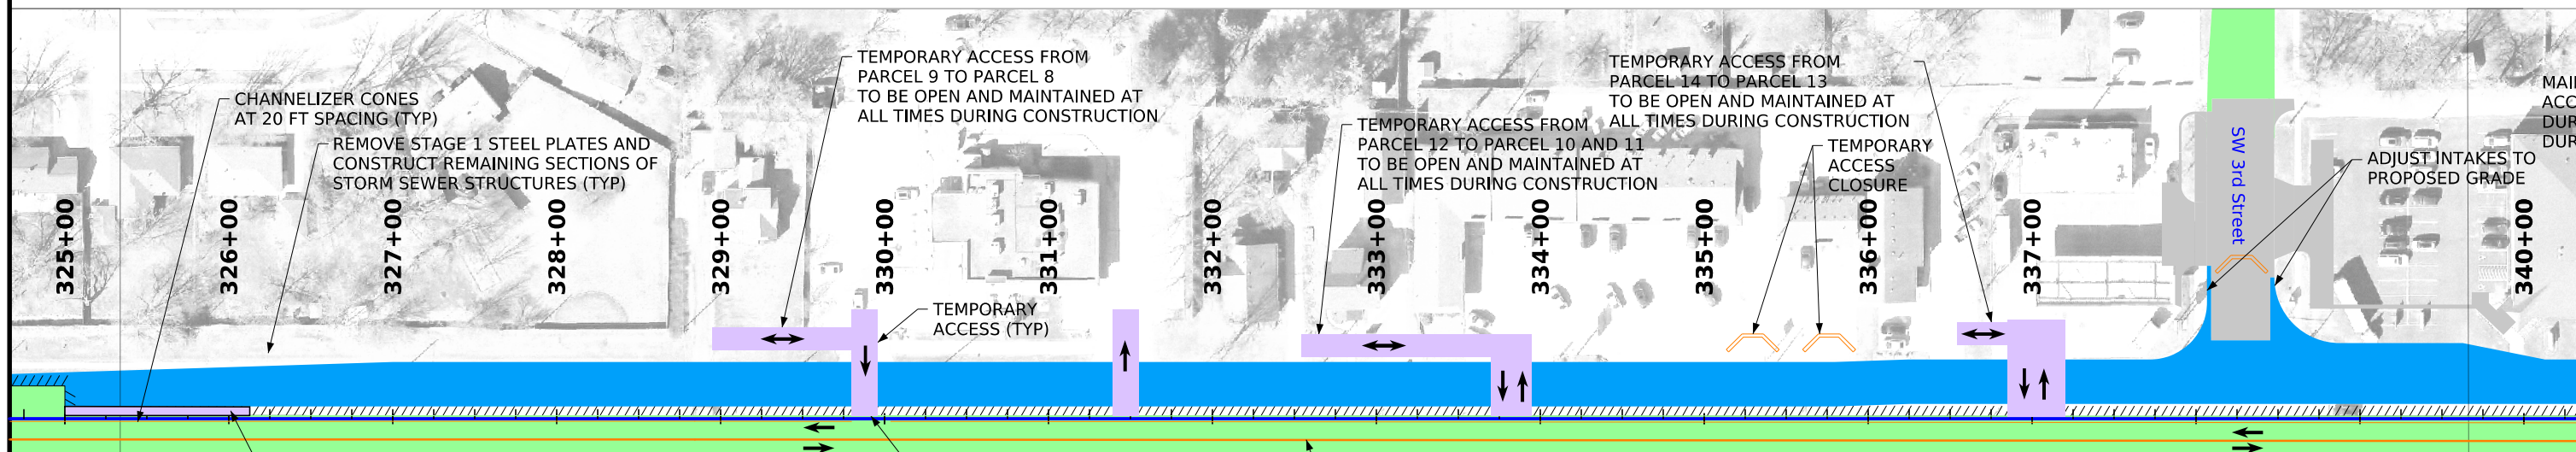 CHANNELIZER CONES
AT 20 FT SPACING (TYP)
REMOVE STAGE 1 STEEL PLATES AND
CONSTRUCT REMAINING SECTIONS OF
STORM SEWER STRUCTURES (TYP)
TEMPORARY ACCESS FROM
PARCEL 9 TO PARCEL 8
TO BE OPEN AND MAINTAINED AT
ALL TIMES DURING CONSTRUCTION
TEMPORARY
ACCESS (TYP)
TEMPORARY ACCESS FROM
PARCEL 12 TO PARCEL 10 AND 11
TO BE OPEN AND MAINTAINED AT
ALL TIMES DURING CONSTRUCTION
TEMPORARY ACCESS FROM
PARCEL 14 TO PARCEL 13
TO BE OPEN AND MAINTAINED AT
ALL TIMES DURING CONSTRUCTION
TEMPORARY
ACCESS
CLOSURE
SW 3rd Street
ADJUST INTAKES TO
PROPOSED GRADE
MAI
ACC
DUR
DUR
325+00
326+00
327+00
328+00
329+00
330+00
331+00
332+00
333+00
334+00
335+00
336+00
337+00
340+00